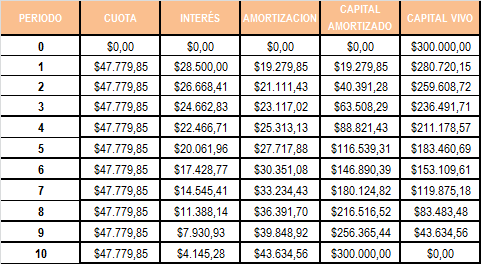 PERIODO CUOTA INTERÉS AMORTIZACION CAPITAL AMORTIZADO CAPITAL VIVO
0 $0,00 $0,00 $0,00 $0,00 $300.000,00
1 $47.779,85 $28.500,00 $19.279,85 $19.279,85 $280.720,15
2 $47.779,85 $26.668,41 $21.111,43 $40.391,28 $259.608,72
3 $47.779,85 $24.662,83 $23.117,02 $63.508,29 $236.491,71
4 $47.779,85 $22.466,71 $25.313,13 $88.821,43 $211.178,57
5 $47.779,85 $20.061,96 $27.717,88 $116.539,31 $183.460,69
6 $47.779,85 $17.428,77 $30.351,08 $146.890,39 $153.109,61
7 $47.779,85 $14.545,41 $33.234,43 $180.124,82 $119.875,18
8 $47.779,85 $11.388,14 $36.391,70 $216.516,52 $83.483,48
9 $47.779,85 $7.930,93 $39.848,92 $256.365,44 $43.634,56
10 $47.779,85 $4.145,28 $43.634,56 $300.000,00 $0,00